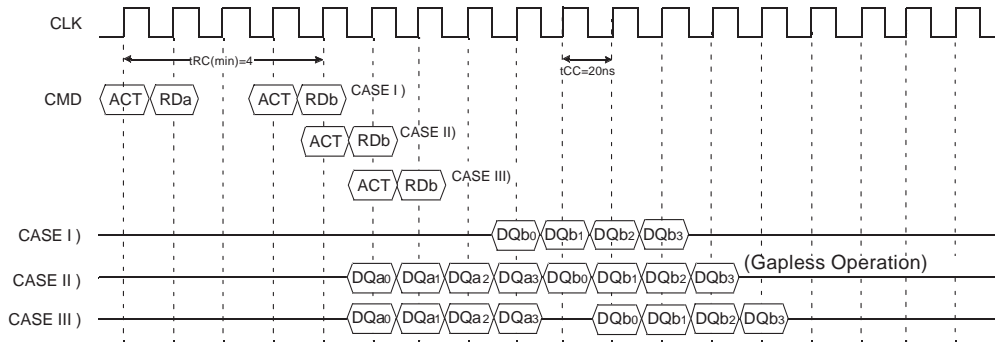 CLK
tRC(min)=4
tCC=20ns
CMD
ACT RDa ACT RDb CASE I )
ACT RDb CASE II)
ACT RDb CASE III)
CASE I )
DQb0 DQb1 DQb2 DQb3
(Gapless Operation)
CASE II )
DQa0 DQa1 DQa2 DQa3 DQb0 DQb1 DQb2 DQb3
CASE III )
DQa0 DQa1 DQa2 DQa3 DQb0 DQb1 DQb2 DQb3